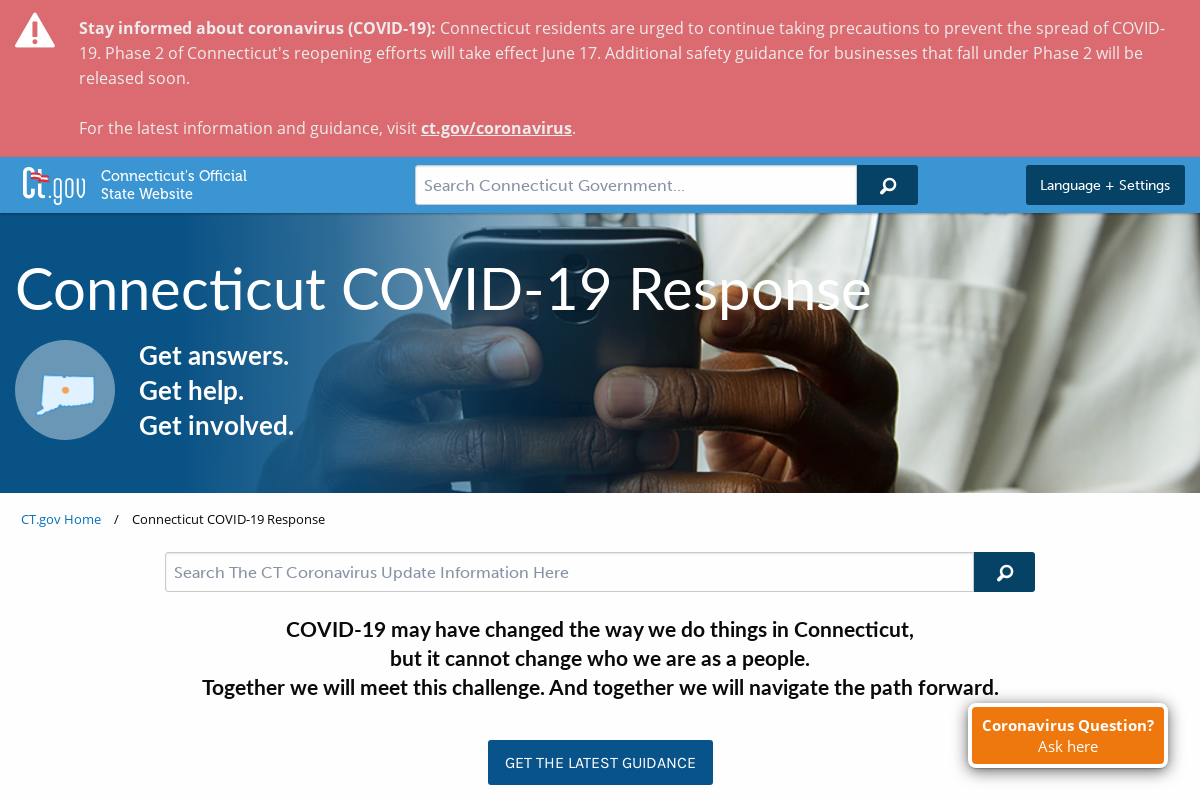 Stay informed about coronavirus (COVID-19): Connecticut residents are urged to continue taking precautions to prevent the spread of COVID-
19. Phase 2 of Connecticut's reopening efforts will take effect June 17. Additional safety guidance for businesses that fall under Phase 2 will be
released soon.
For the latest information and guidance, visit ct.gov/coronavirus.
Ct.gov
Connecticut's Official
State Website
Search Connecticut Government...
Language + Settings
Connecticut COVID-19 Response
Get answers.
Get help.
Get involved.
CT.gov Home / Connecticut COVID-19 Response
Search The CT Coronavirus Update Information Here
COVID-19 may have changed the way we do things in Connecticut,
but it cannot change who we are as a people.
Together we will meet this challenge. And together we will navigate the path forward.
Coronavirus Question?
Ask here
GET THE LATEST GUIDANCE